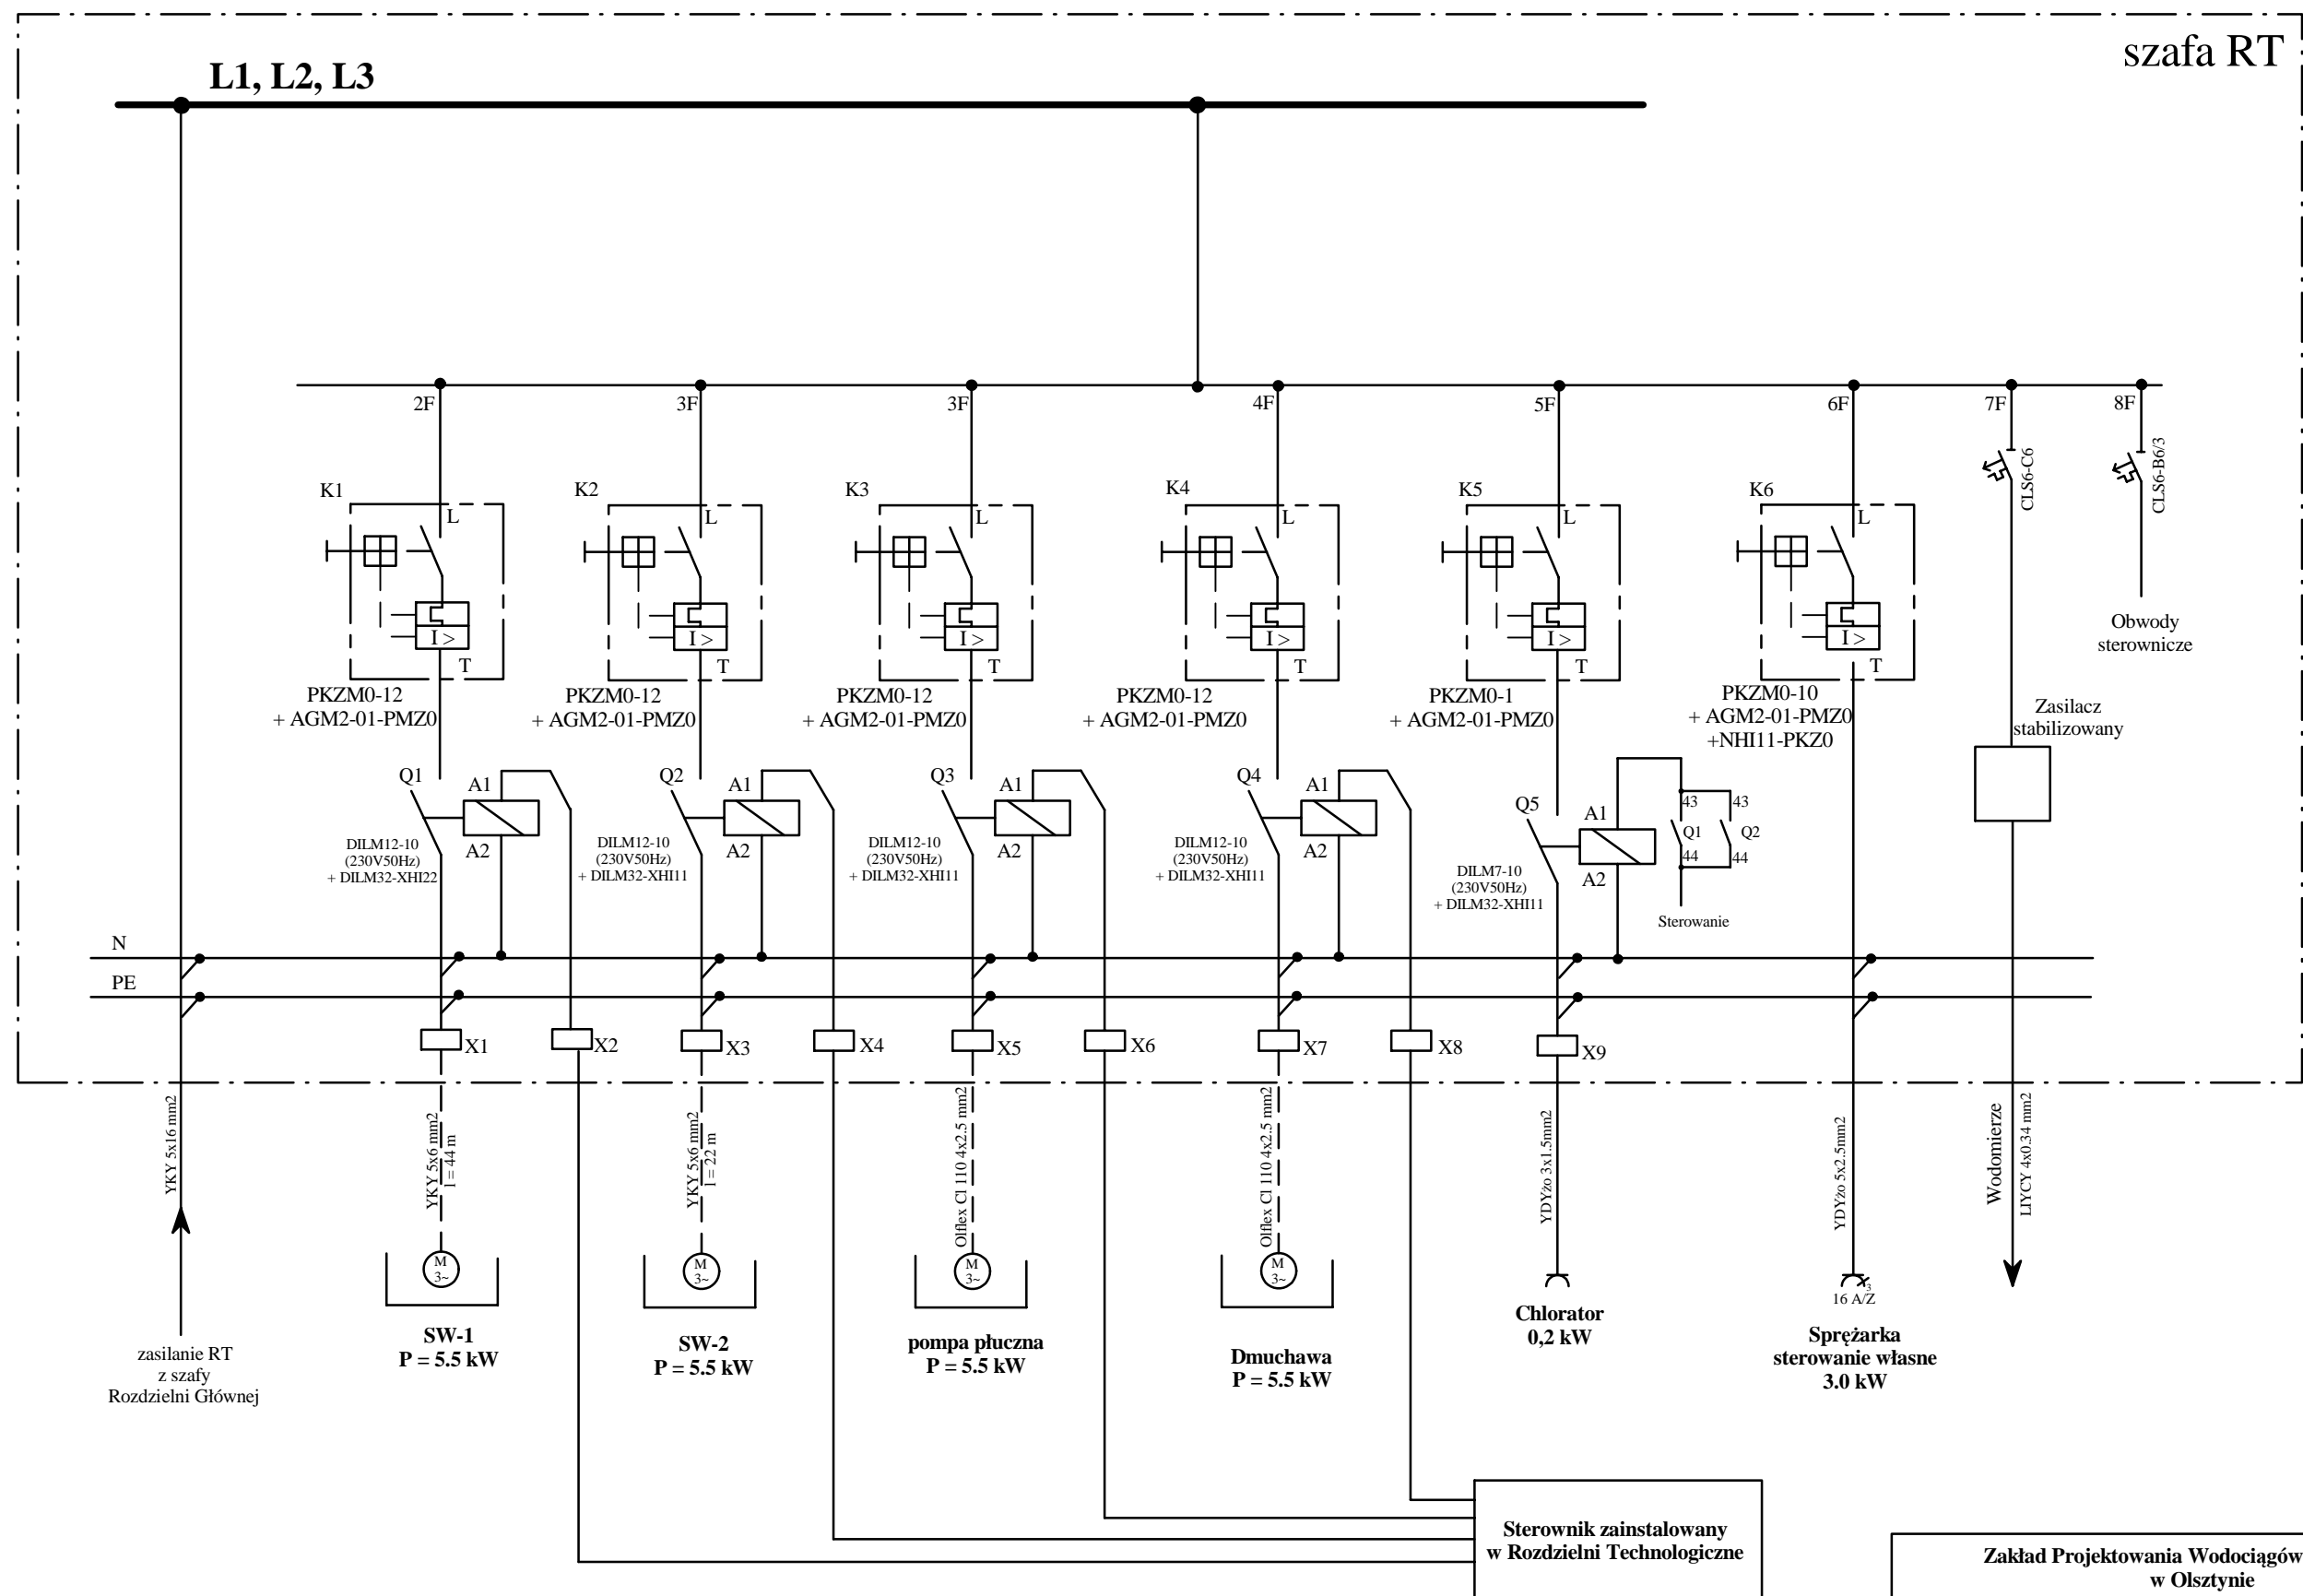 szafa RT
L1, L2, L3
2F
3F
3F
4F
5F
6F
7F
8F
CLS6-C6
CLS6-B6/3
K1
L
I >
T
PKZM0-12
+ AGM2-01-PMZ0
K2
L
I >
T
PKZM0-12
+ AGM2-01-PMZ0
K3
L
I >
T
PKZM0-12
+ AGM2-01-PMZ0
K4
L
I >
T
PKZM0-12
+ AGM2-01-PMZ0
K5
L
I >
T
PKZM0-1
+ AGM2-01-PMZ0
K6
L
I >
T
PKZM0-10
+ AGM2-01-PMZ0
+NHI11-PKZ0
Obwody
sterownicze
Zasilacz
stabilizowany
Q1
A1
A2
DILM12-10
(230V50Hz)
+ DILM32-XHI22
Q2
A1
A2
DILM12-10
(230V50Hz)
+ DILM32-XHI11
Q3
A1
A2
DILM12-10
(230V50Hz)
+ DILM32-XHI11
Q4
A1
A2
DILM12-10
(230V50Hz)
+ DILM32-XHI11
Q5
A1
A2
DILM7-10
(230V50Hz)
+ DILM32-XHI11
43
43
Q1
Q2
44
44
Sterowanie
N
PE
X1
X2
X3
X4
X5
X6
X7
X8
X9
YKY 5x16 mm2
YKY 5x6 mm2
l = 44 m
YKY 5x6 mm2
l = 22 m
Olflex Cl 110 4x2.5 mm2
Olflex Cl 110 4x2.5 mm2
YDYżo 3x1.5mm2
YDYżo 5x2.5mm2
Wodomierze
LIYCY 4x0.34 mm2
M
3~
M
3~
M
3~
M
3~
3
16 A/Z
zasilanie RT
z szafy
Rozdzielni Głównej
SW-1
P = 5.5 kW
SW-2
P = 5.5 kW
pompa płuczna
P = 5.5 kW
Dmuchawa
P = 5.5 kW
Chlorator
0,2 kW
Sprężarka
sterowanie własne
3.0 kW
Sterownik zainstalowany
w Rozdzielni Technologiczne
Zakład Projektowania Wodociągów
w Olsztynie